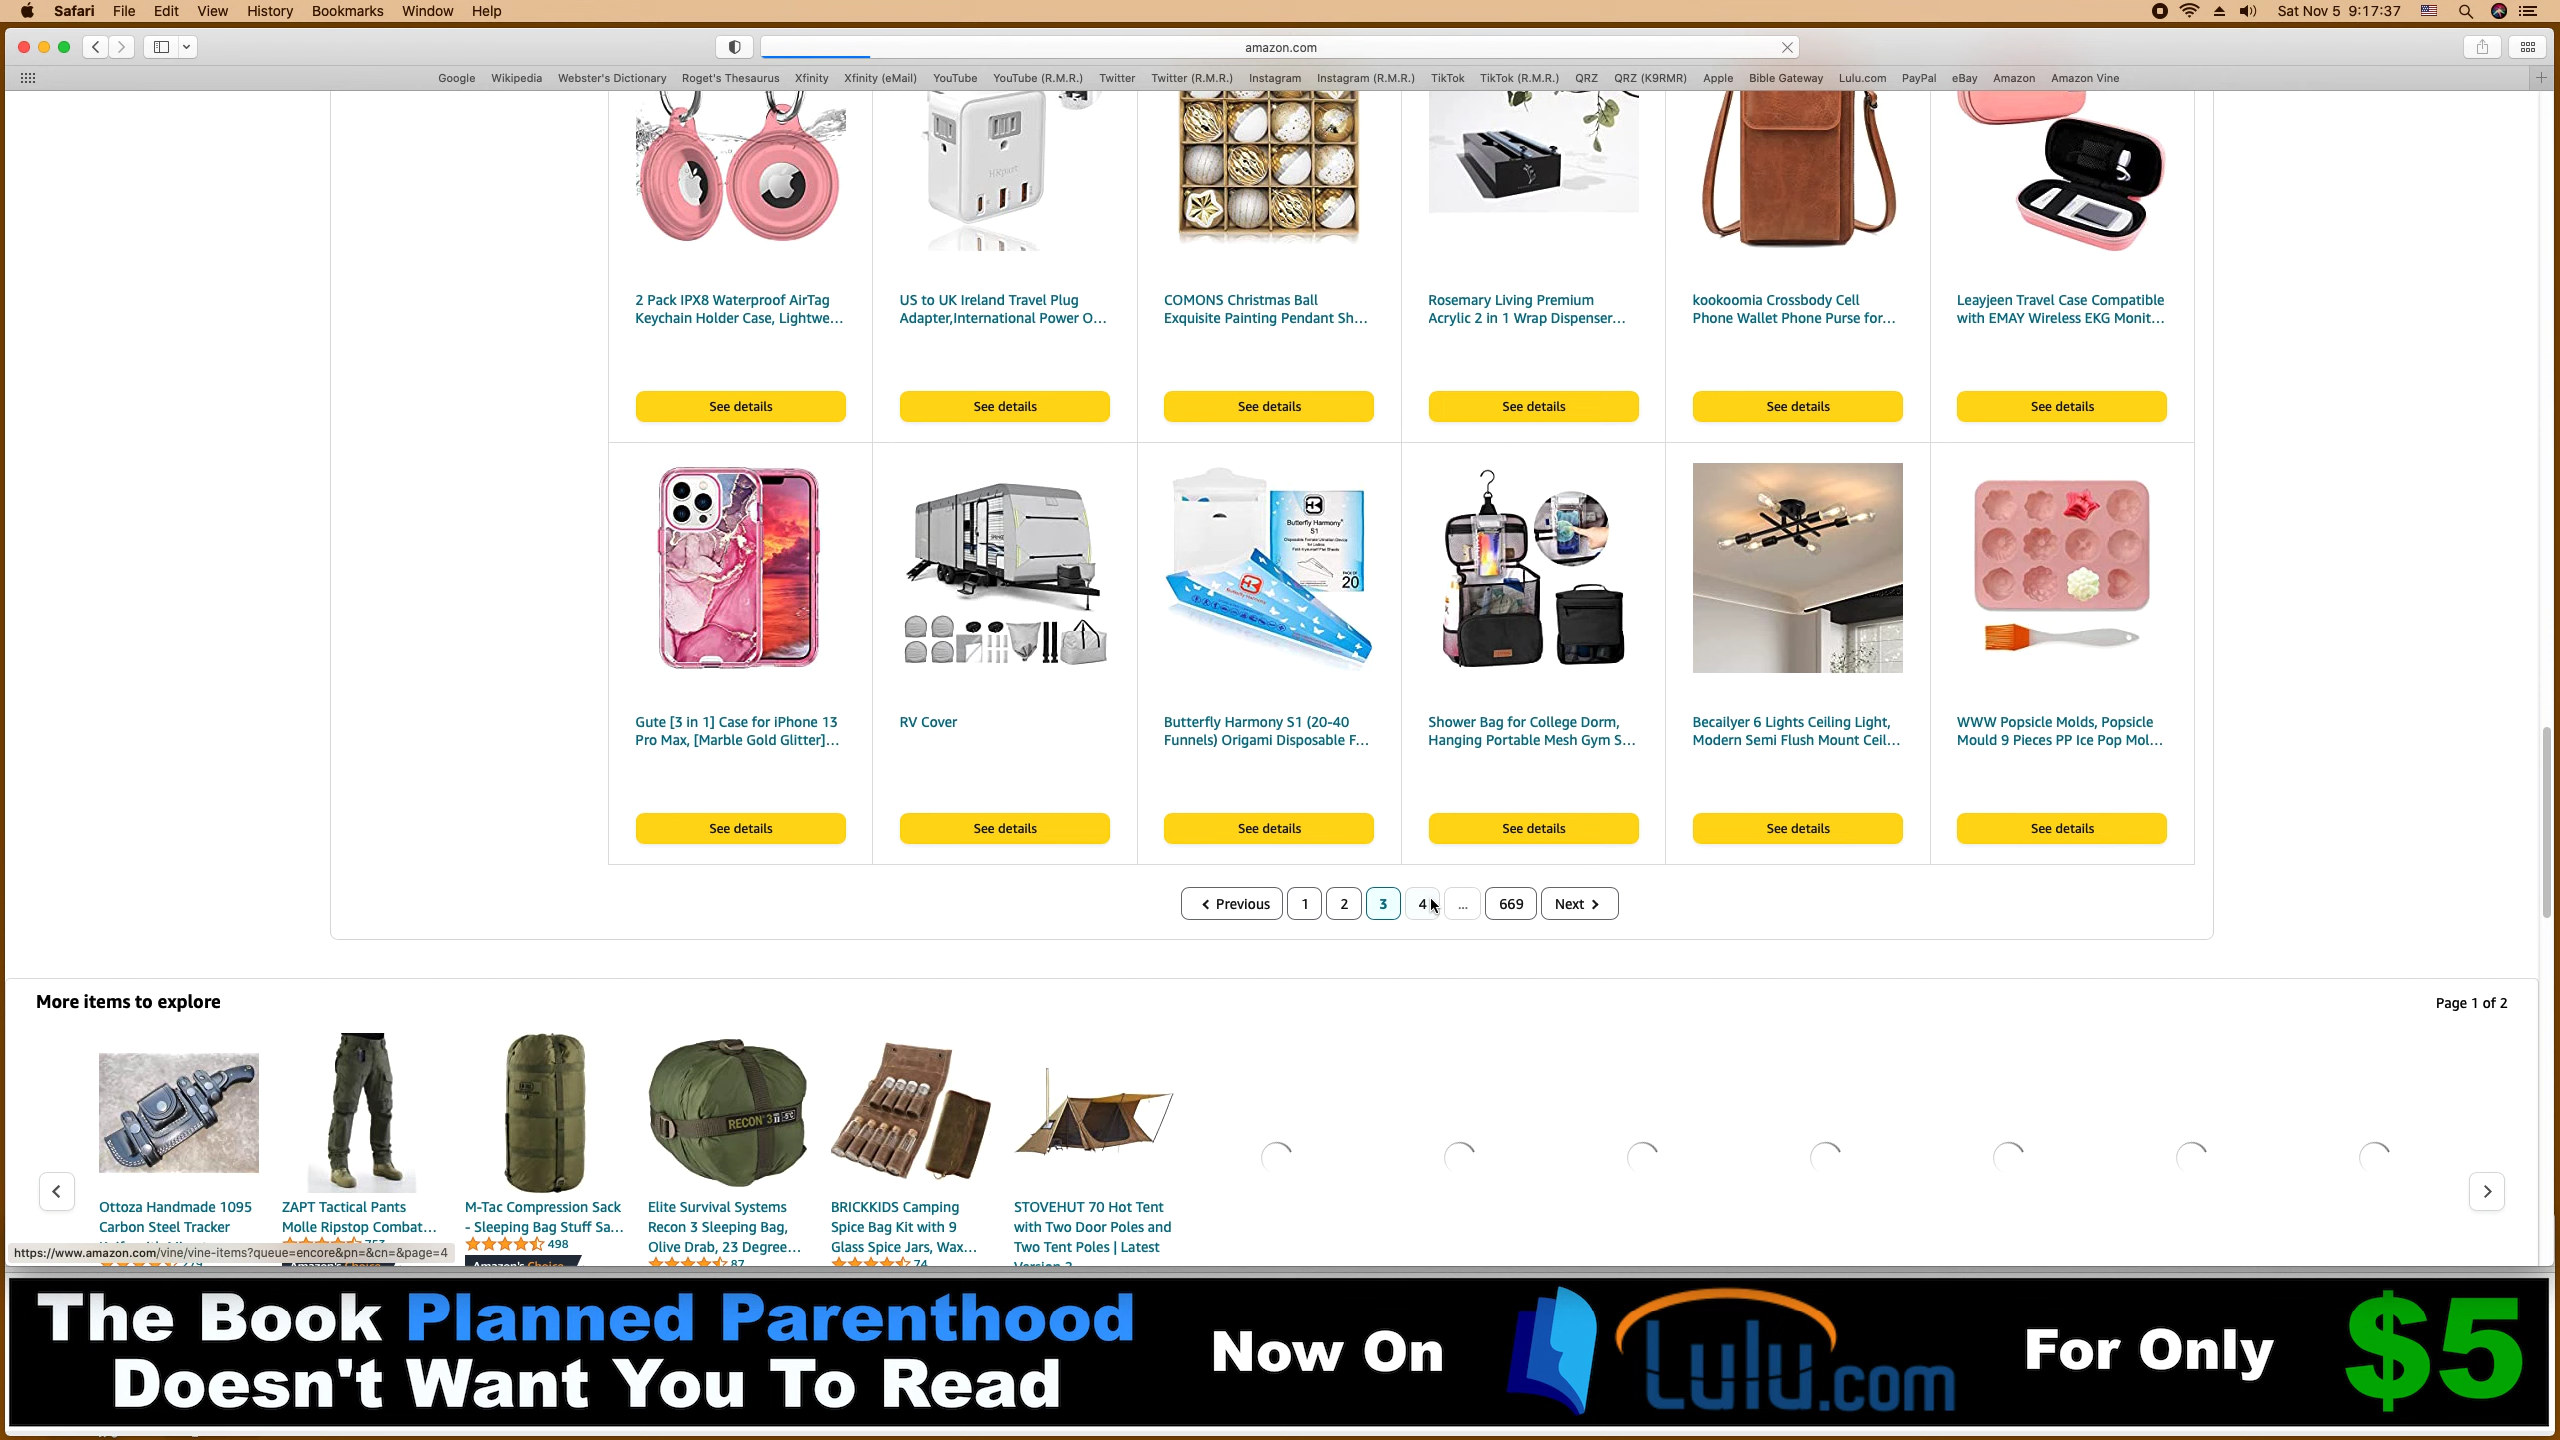 Safari File Edit View History Bookmarks Window Help
Sat Nov 5 9:17:37
amazon.com
Google Wikipedia Webster's Dictionary Roget's Thesaurus Xfinity Xfinity (eMail) YouTube YouTube (R.M.R.) Twitter Twitter (R.M.R.) Instagram Instagram (R.M.R.) TikTok TikTok (R.M.R.) QRZ QRZ (K9RMR) Apple Bible Gateway Lulu.com PayPal eBay Amazon Amazon Vine
2 Pack IPX8 Waterproof AirTag
Keychain Holder Case, Lightwe...
US to UK Ireland Travel Plug
Adapter,International Power O...
COMONS Christmas Ball
Exquisite Painting Pendant Sh...
Rosemary Living Premium
Acrylic 2 in 1 Wrap Dispenser...
kookoomia Crossbody Cell
Phone Wallet Phone Purse for...
Leayjeen Travel Case Compatible
with EMAY Wireless EKG Monit...
See details See details See details See details See details See details
Butterfly Harmony
S1
20
Gute [3 in 1] Case for iPhone 13
Pro Max, [Marble Gold Glitter]...
RV Cover
Butterfly Harmony S1 (20-40
Funnels) Origami Disposable F...
Shower Bag for College Dorm,
Hanging Portable Mesh Gym S...
Becailyer 6 Lights Ceiling Light,
Modern Semi Flush Mount Ceil...
WWW Popsicle Molds, Popsicle
Mould 9 Pieces PP Ice Pop Mol...
See details See details See details See details See details See details
Previous 1 2 3 4 ... 669 Next
More items to explore
Page 1 of 2
RECON 3
Ottoza Handmade 1095
Carbon Steel Tracker
ZAPT Tactical Pants
Molle Ripstop Combat...
M-Tac Compression Sack
- Sleeping Bag Stuff Sa...
498
Elite Survival Systems
Recon 3 Sleeping Bag,
Olive Drab, 23 Degree...
87
BRICKKIDS Camping
Spice Bag Kit with 9
Glass Spice Jars, Wax...
74
STOVEHUT 70 Hot Tent
with Two Door Poles and
Two Tent Poles | Latest
https://www.amazon.com/vine/vine-items?queue=encore&pn=&cn=&page=4
The Book Planned Parenthood
Doesn't Want You To Read
Now On
Lulu.com
For Only
$5